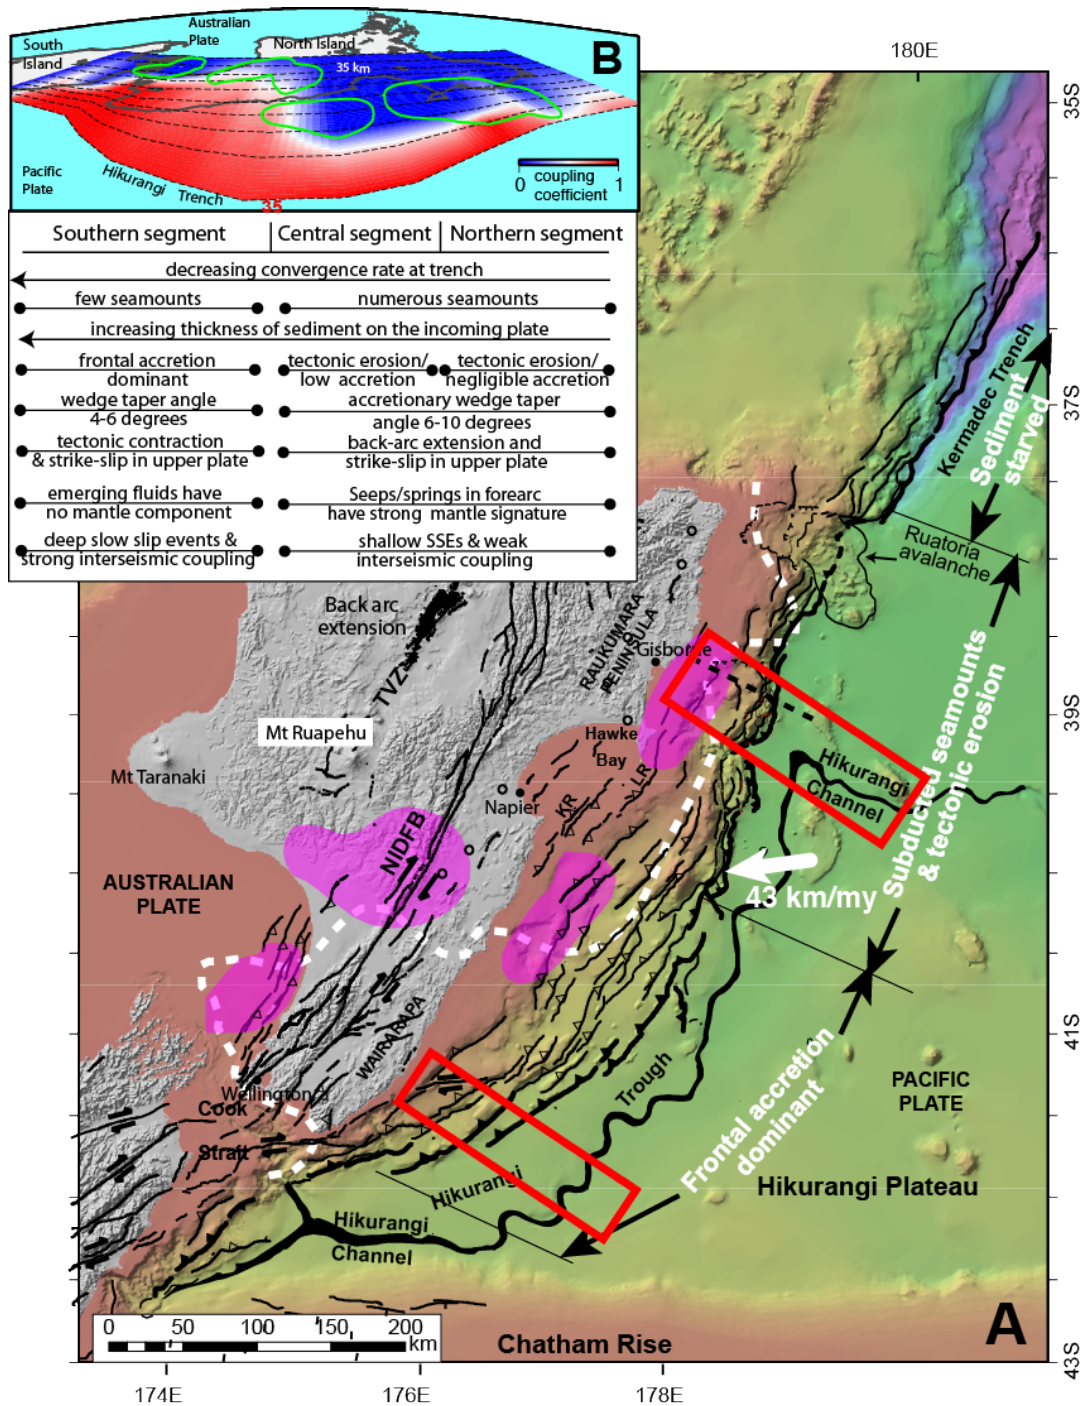 Australian
Plate
South
Island
North Island
B
35 km
Pacific
Plate
Hikurangi Trench
35
coupling
0 coefficient 1
Southern segment
Central segment
Northern segment
decreasing convergence rate at trench
few seamounts
numerous seamounts
increasing thickness of sediment on the incoming plate
frontal accretion
dominant
tectonic erosion/
low accretion
tectonic erosion/
negligible accretion
wedge taper angle
4-6 degrees
accretionary wedge taper
angle 6-10 degrees
tectonic contraction
& strike-slip in upper plate
back-arc extension and
strike-slip in upper plate
emerging fluids have
no mantle component
Seeps/springs in forearc
have strong mantle signature
deep slow slip events &
strong interseismic coupling
shallow SSEs & weak
interseismic coupling
180E
35S
37S
39S
41S
43S
Kermadec Trench
Sediment
starved
Ruatoria
avalanche
Back arc
extension
TVZ
RAUKUMARA
PENINSULA
Gisborne
Mt Ruapehu
Mt Taranaki
Hawke
Bay
LR
KR
Napier
Hikurangi
Channel
Subducted seamounts
& tectonic erosion
NIDFB
43 km/my
AUSTRALIAN
PLATE
WAIRARAPA
Wellington
Cook
Strait
Trough
Hikurangi
Frontal accretion
dominant
PACIFIC
PLATE
Hikurangi Plateau
Hikurangi
Channel
A
0 50 100 150 200
km
Chatham Rise
174E 176E 178E